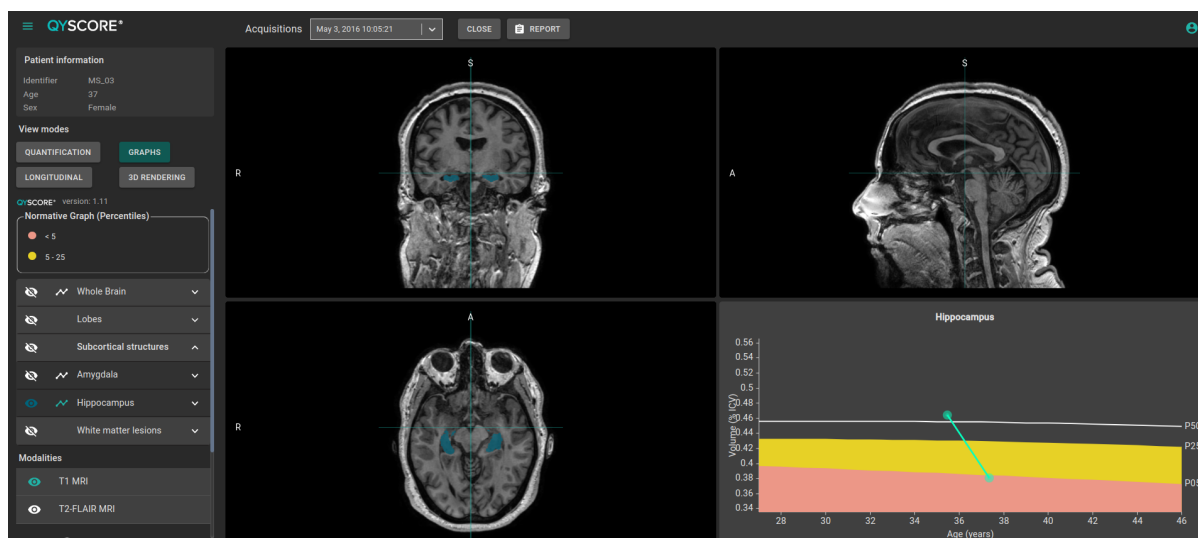 QYSCORE®
Acquisitions
May 3, 2016 10:05:21
CLOSE
REPORT
Patient information
Identifier MS_03
Age 37
Sex Female
View modes
QUANTIFICATION
GRAPHS
LONGITUDINAL
3D RENDERING
QYSCORE® version: 1.11
Normative Graph (Percentiles)
< 5
5 - 25
Whole Brain
Lobes
Subcortical structures
Amygdala
Hippocampus
White matter lesions
Modalities
T1 MRI
T2-FLAIR MRI
S
R
S
A
A
R
Hippocampus
Volume (% ICV)
0.56
0.54
0.52
0.5
0.48
0.46
0.44
0.42
0.4
0.38
0.36
0.34
P50
P25
P05
28 30 32 34 36 38 40 42 44 46
Age (years)